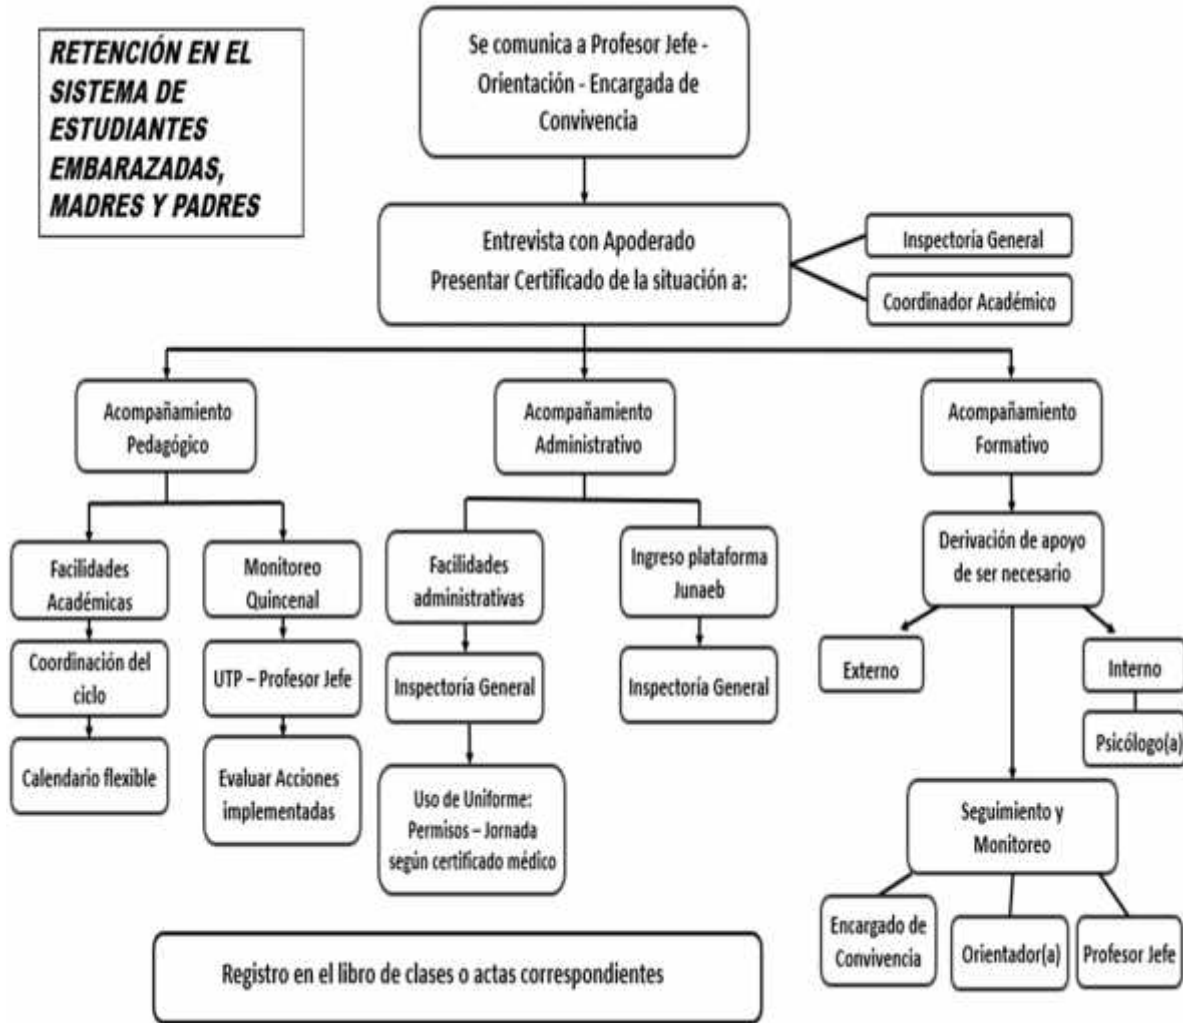 RETENCIÓN EN EL
SISTEMA DE
ESTUDIANTES
EMBARAZADAS,
MADRES Y PADRES
Se comunica a Profesor Jefe -
Orientación - Encargada de
Convivencia
Entrevista con Apoderado
Presentar Certificado de la situación a:
Inspectoría General
Coordinador Académico
Acompañamiento
Pedagógico
Acompañamiento
Administrativo
Acompañamiento
Formativo
Facilidades
Académicas
Monitoreo
Quincenal
Facilidades
administrativas
Ingreso plataforma
Junaeb
Derivación de apoyo
de ser necesario
Coordinación del
ciclo
UTP – Profesor Jefe
Inspectoría General
Inspectoría General
Externo
Interno
Psicólogo(a)
Calendario flexible
Evaluar Acciones
implementadas
Uso de Uniforme:
Permisos – Jornada
según certificado médico
Seguimiento y
Monitoreo
Encargado de
Convivencia
Orientador(a)
Profesor Jefe
Registro en el libro de clases o actas correspondientes